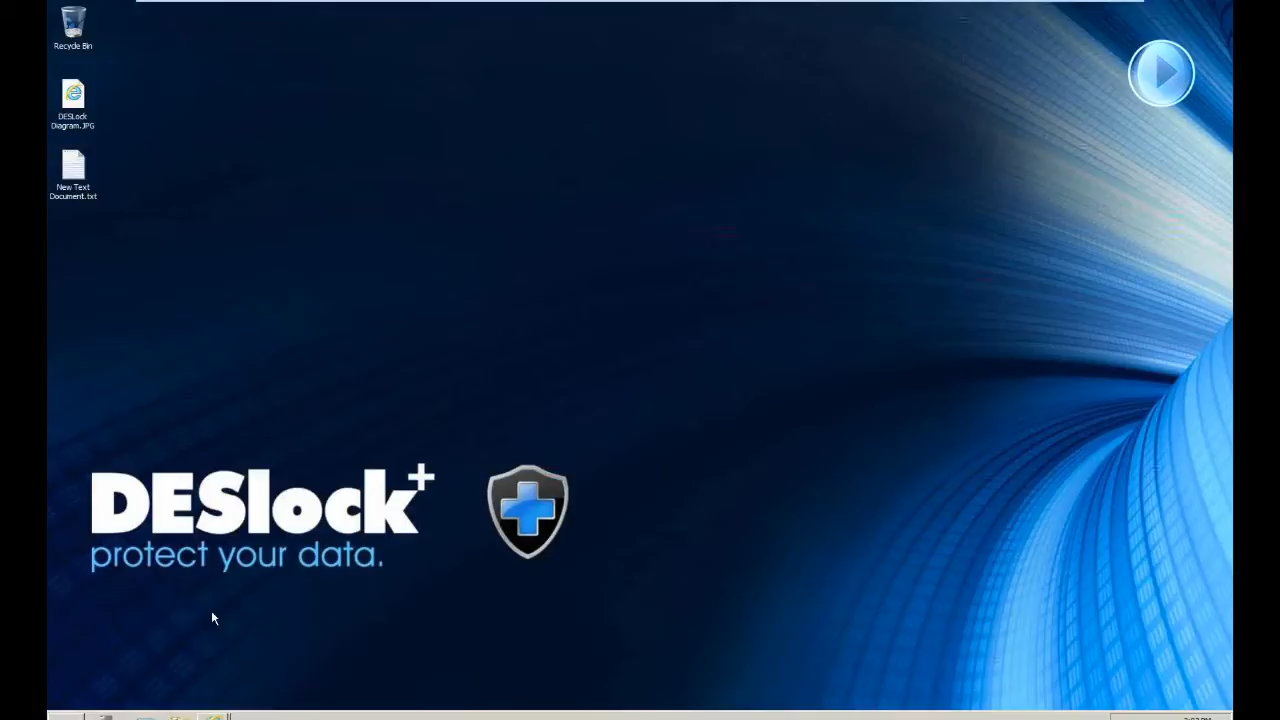 Recycle Bin
DESLock
Diagram.JPG
New Text
Document.txt
DESlock+
protect your data.